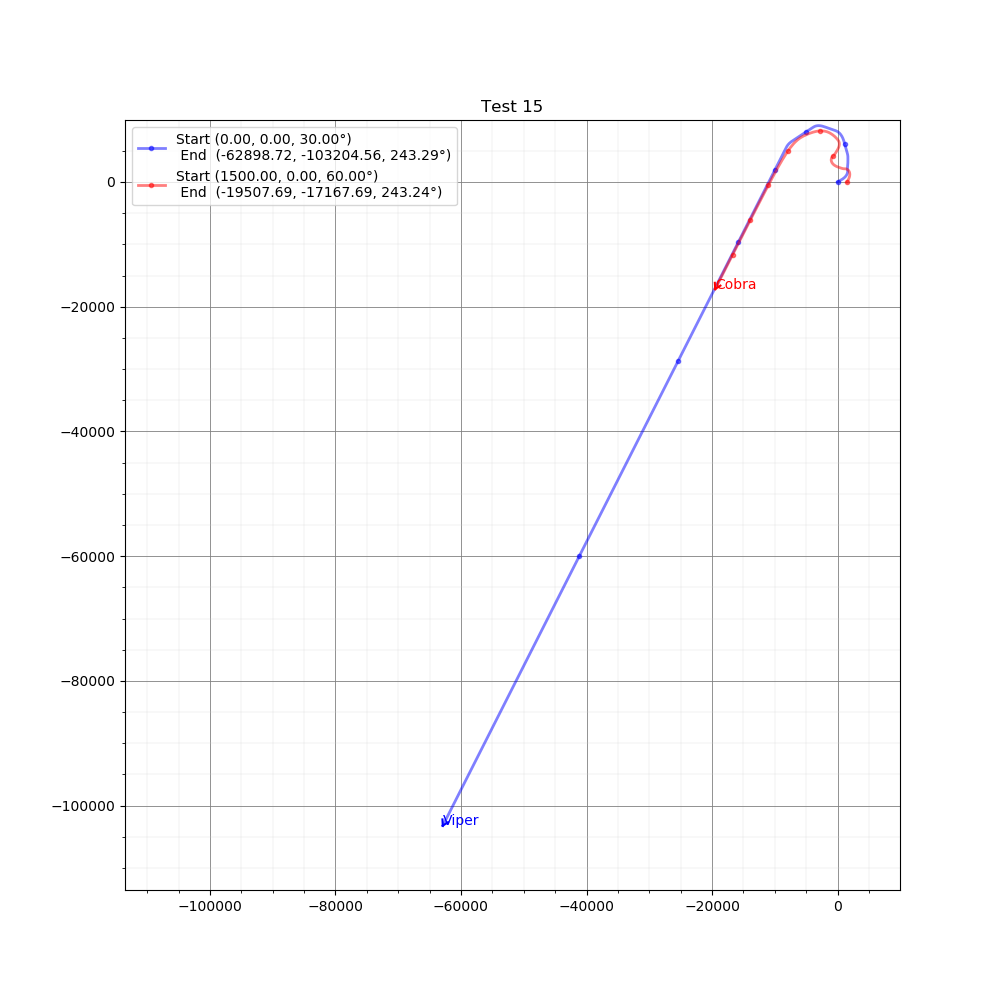 Test 15
Start (0.00, 0.00, 30.00°)
End (-62898.72, -103204.56, 243.29°)
Start (1500.00, 0.00, 60.00°)
End (-19507.69, -17167.69, 243.24°)
0
−20000
−40000
−60000
−80000
−100000
Cobra
Viper
−100000 −80000 −60000 −40000 −20000 0